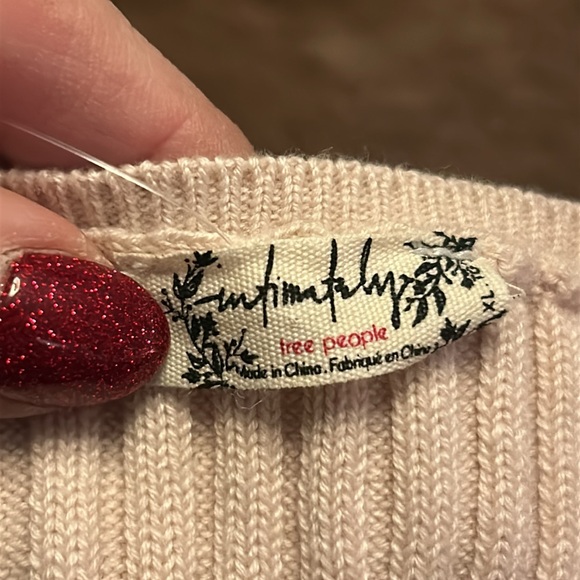 intimately
free people
Made in China. Fabriqué en Chine
XL